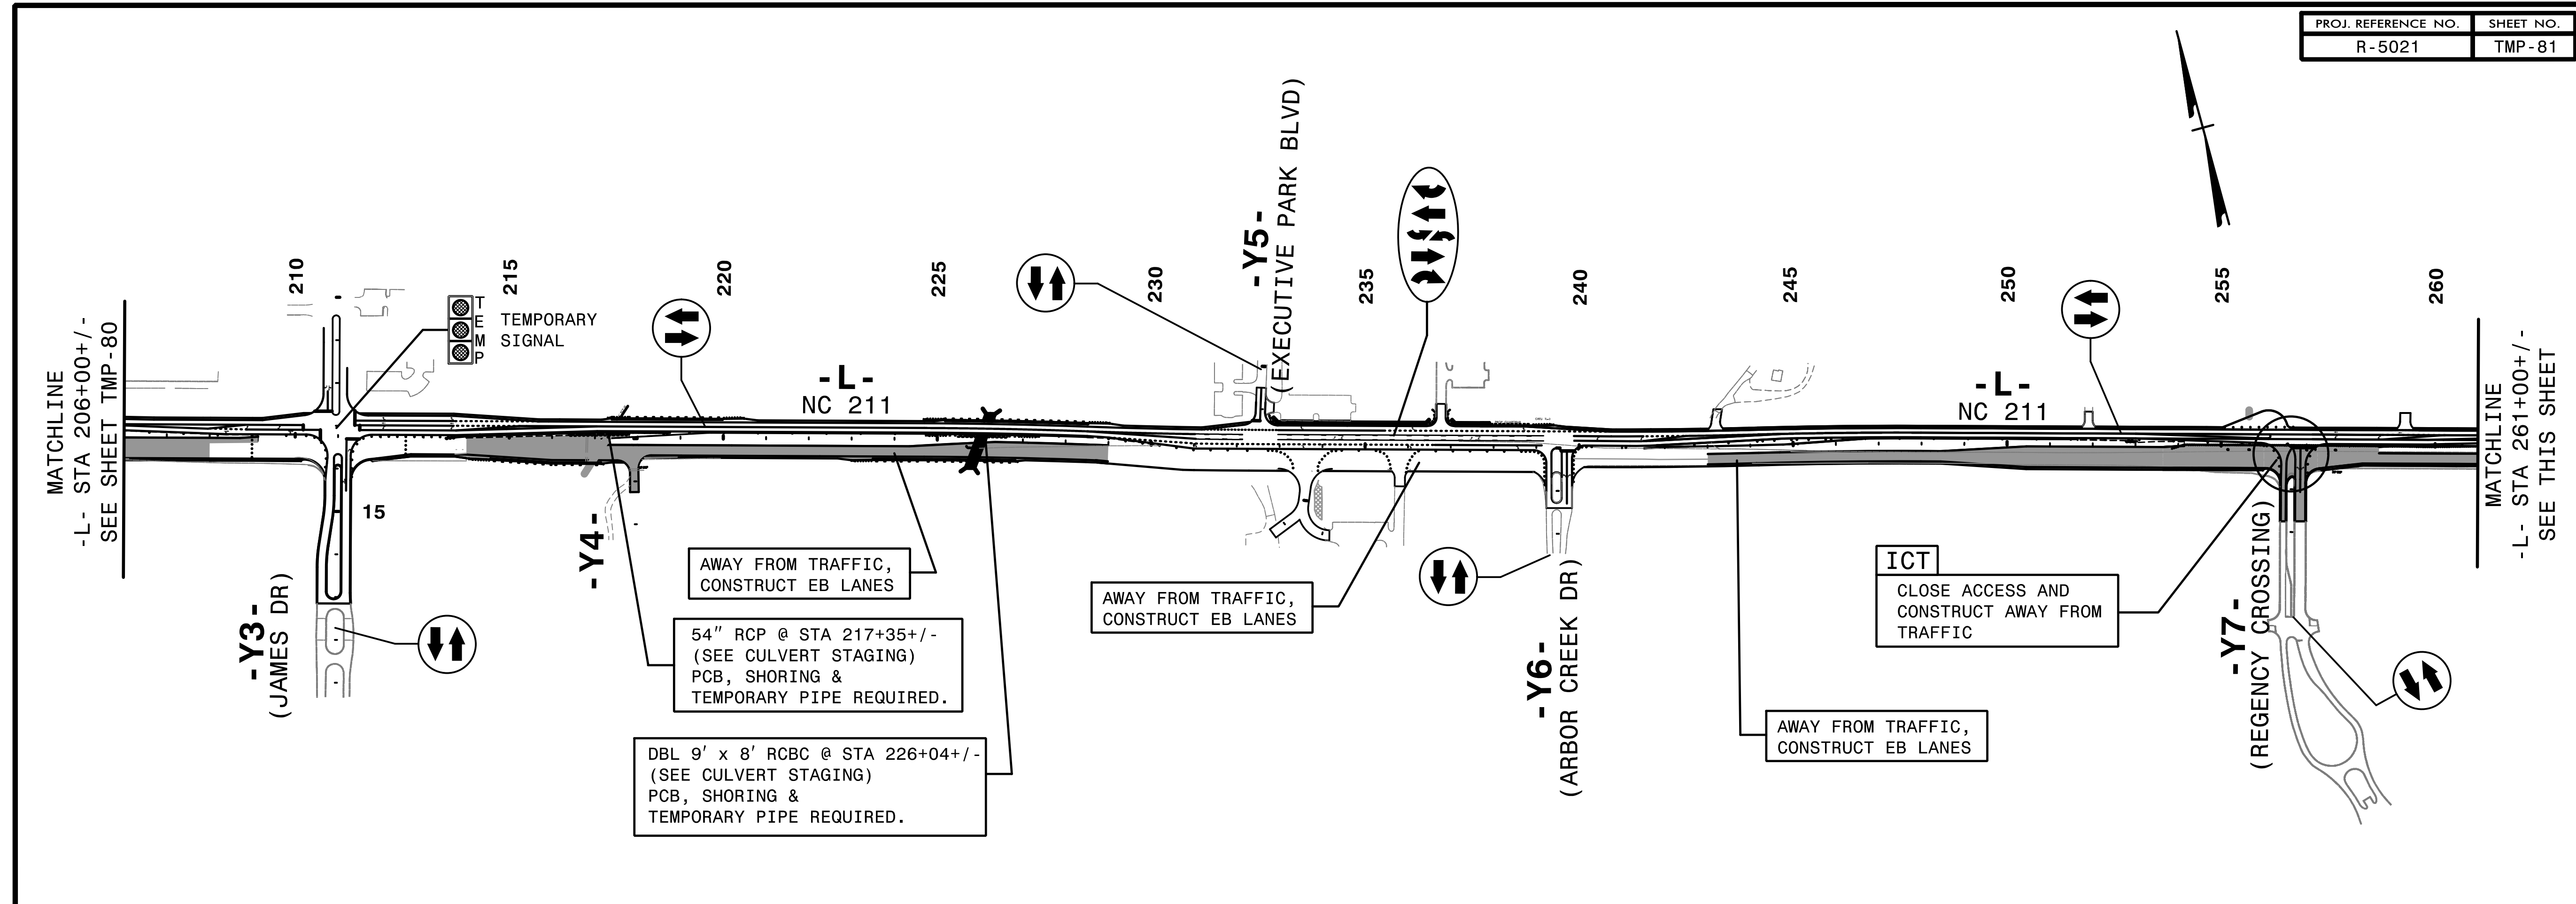 PROJ. REFERENCE NO.
SHEET NO.
R-5021
TMP-81
MATCHLINE
-L- STA 206+00+/-
SEE SHEET TMP-80
210
215
220
225
230
235
240
245
250
255
260
TEMP
TEMPORARY
SIGNAL
-Y5-
(EXECUTIVE PARK BLVD)
-L-
NC 211
-L-
NC 211
MATCHLINE
-L- STA 261+00+/-
SEE THIS SHEET
15
-Y3-
(JAMES DR)
-Y4-
AWAY FROM TRAFFIC,
CONSTRUCT EB LANES
54" RCP @ STA 217+35+/-
(SEE CULVERT STAGING)
PCB, SHORING &
TEMPORARY PIPE REQUIRED.
DBL 9' x 8' RCBC @ STA 226+04+/-
(SEE CULVERT STAGING)
PCB, SHORING &
TEMPORARY PIPE REQUIRED.
AWAY FROM TRAFFIC,
CONSTRUCT EB LANES
-Y6-
(ARBOR CREEK DR)
AWAY FROM TRAFFIC,
CONSTRUCT EB LANES
ICT
CLOSE ACCESS AND
CONSTRUCT AWAY FROM
TRAFFIC
-Y7-
(REGENCY CROSSING)